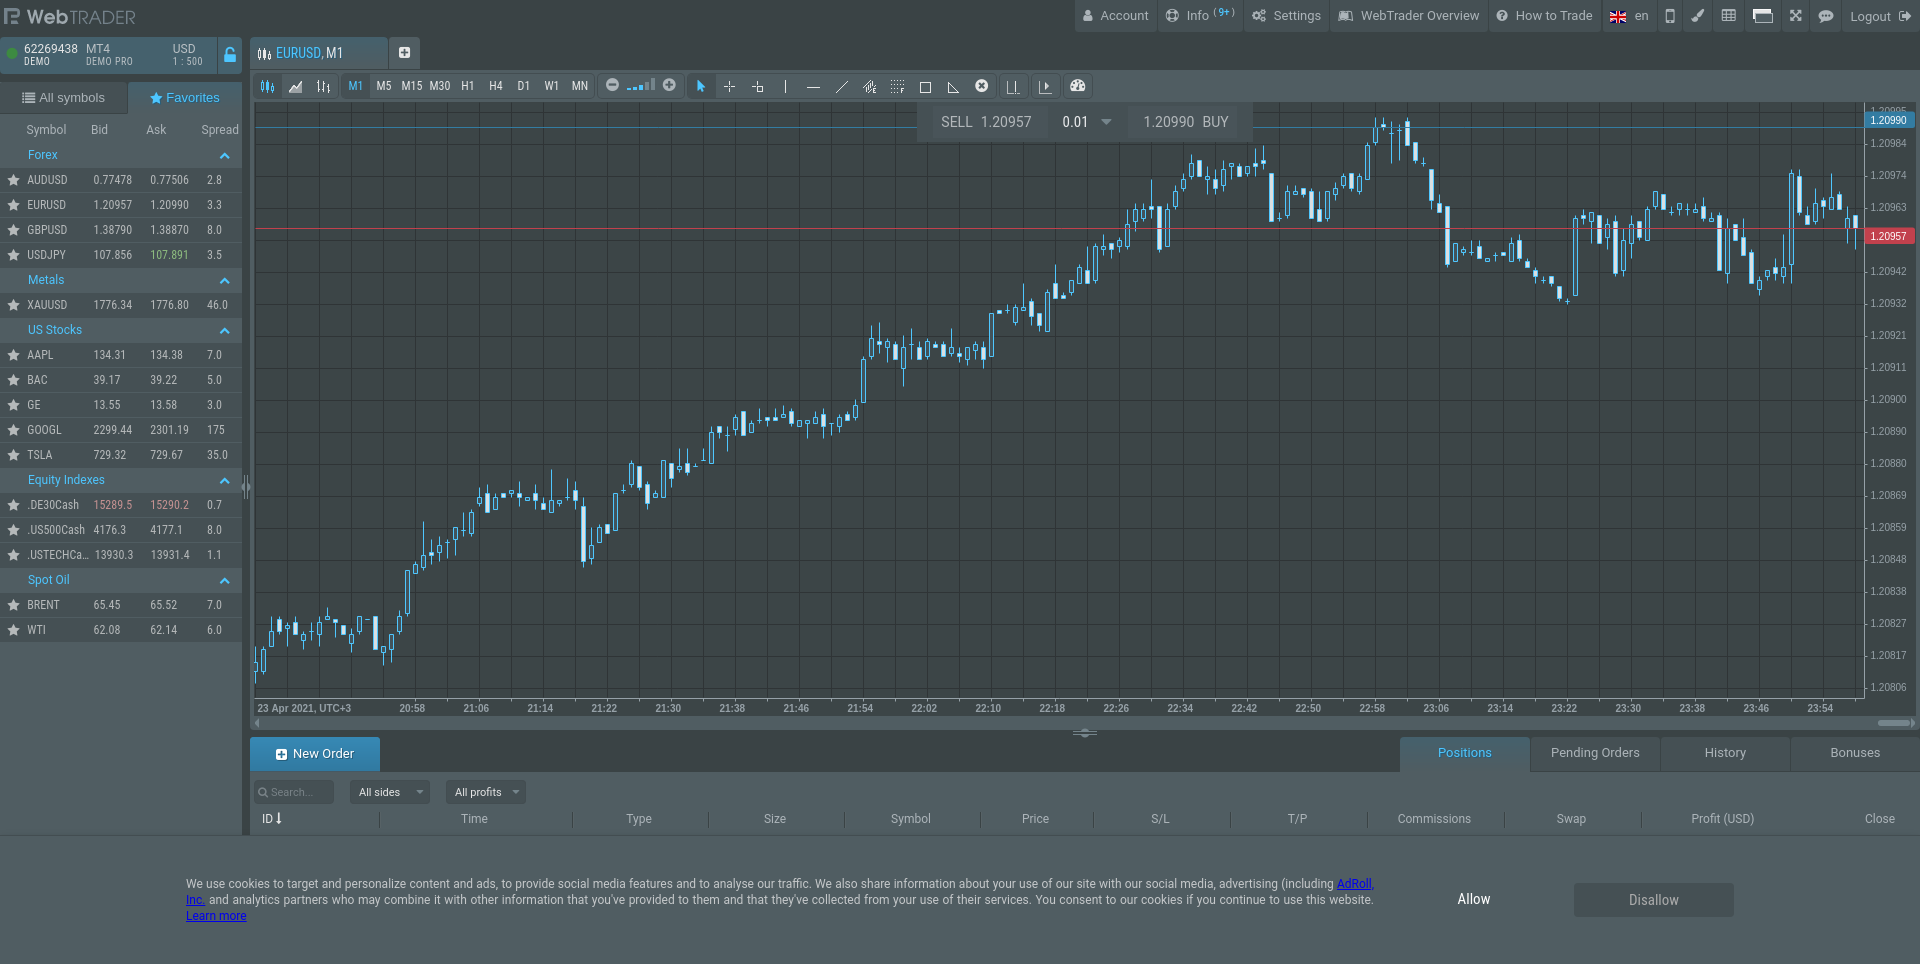 WebTRADER
Account
Info (9+)
Settings
WebTrader Overview
How to Trade
en
Logout
62269438 MT4 USD
DEMO DEMO PRO 1 : 500
EURUSD, M1
All symbols Favorites
M1 M5 M15 M30 H1 H4 D1 W1 MN
Symbol Bid Ask Spread
Forex
AUDUSD 0.77478 0.77506 2.8
EURUSD 1.20957 1.20990 3.3
GBPUSD 1.38790 1.38870 8.0
USDJPY 107.856 107.891 3.5
Metals
XAUUSD 1776.34 1776.80 46.0
US Stocks
AAPL 134.31 134.38 7.0
BAC 39.17 39.22 5.0
GE 13.55 13.58 3.0
GOOGL 2299.44 2301.19 175
TSLA 729.32 729.67 35.0
Equity Indexes
.DE30Cash 15289.5 15290.2 0.7
.US500Cash 4176.3 4177.1 8.0
.USTECHCa... 13930.3 13931.4 1.1
Spot Oil
BRENT 65.45 65.52 7.0
WTI 62.08 62.14 6.0
SELL 1.20957 0.01 1.20990 BUY
1.20995
1.20990
1.20984
1.20974
1.20963
1.20957
1.20942
1.20932
1.20921
1.20911
1.20900
1.20890
1.20880
1.20869
1.20859
1.20848
1.20838
1.20827
1.20817
1.20806
23 Apr 2021, UTC+3 20:58 21:06 21:14 21:22 21:30 21:38 21:46 21:54 22:02 22:10 22:18 22:26 22:34 22:42 22:50 22:58 23:06 23:14 23:22 23:30 23:38 23:46 23:54
New Order
Positions Pending Orders History Bonuses
Search... All sides All profits
ID Time Type Size Symbol Price S/L T/P Commissions Swap Profit (USD) Close
We use cookies to target and personalize content and ads, to provide social media features and to analyse our traffic. We also share information about your use of our site with our social media, advertising (including AdRoll,
Inc. and analytics partners who may combine it with other information that you've provided to them and that they've collected from your use of their services. You consent to our cookies if you continue to use this website.
Learn more
Allow
Disallow